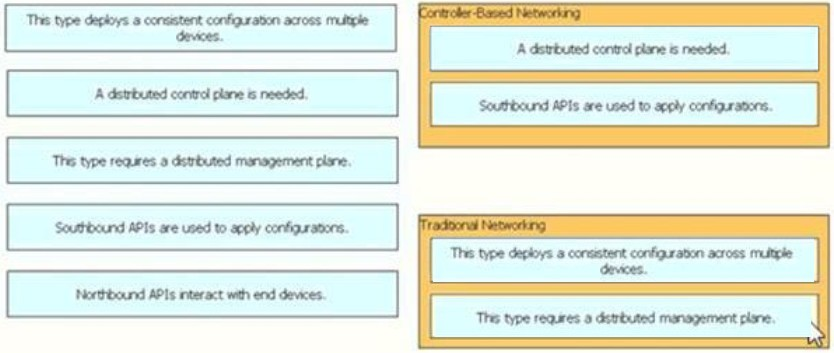 This type deploys a consistent configuration across multiple
devices.
A distributed control plane is needed.
This type requires a distributed management plane.
Southbound APIs are used to apply configurations.
Northbound APIs interact with end devices.
Controller-Based Networking
A distributed control plane is needed.
Southbound APIs are used to apply configurations.
Traditional Networking
This type deploys a consistent configuration across multiple
devices.
This type requires a distributed management plane.